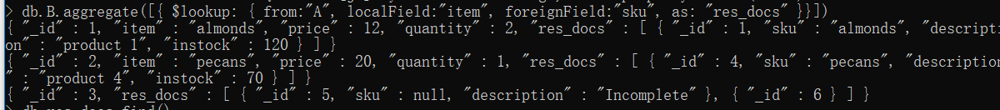 > db.B.aggregate([{ $lookup: { from:"A", localField:"item", foreignField:"sku", as: "res_docs" }}])
{ "_id" : 1, "item" : "almonds", "price" : 12, "quantity" : 2, "res_docs" : [ { "_id" : 1, "sku" : "almonds", "descripti
on" : "product 1", "instock" : 120 } ] }
{ "_id" : 2, "item" : "pecans", "price" : 20, "quantity" : 1, "res_docs" : [ { "_id" : 4, "sku" : "pecans", "description
" : "product 4", "instock" : 70 } ] }
{ "_id" : 3, "res_docs" : [ { "_id" : 5, "sku" : null, "description" : "Incomplete" }, { "_id" : 6 } ] }
> db.res_docs.find()